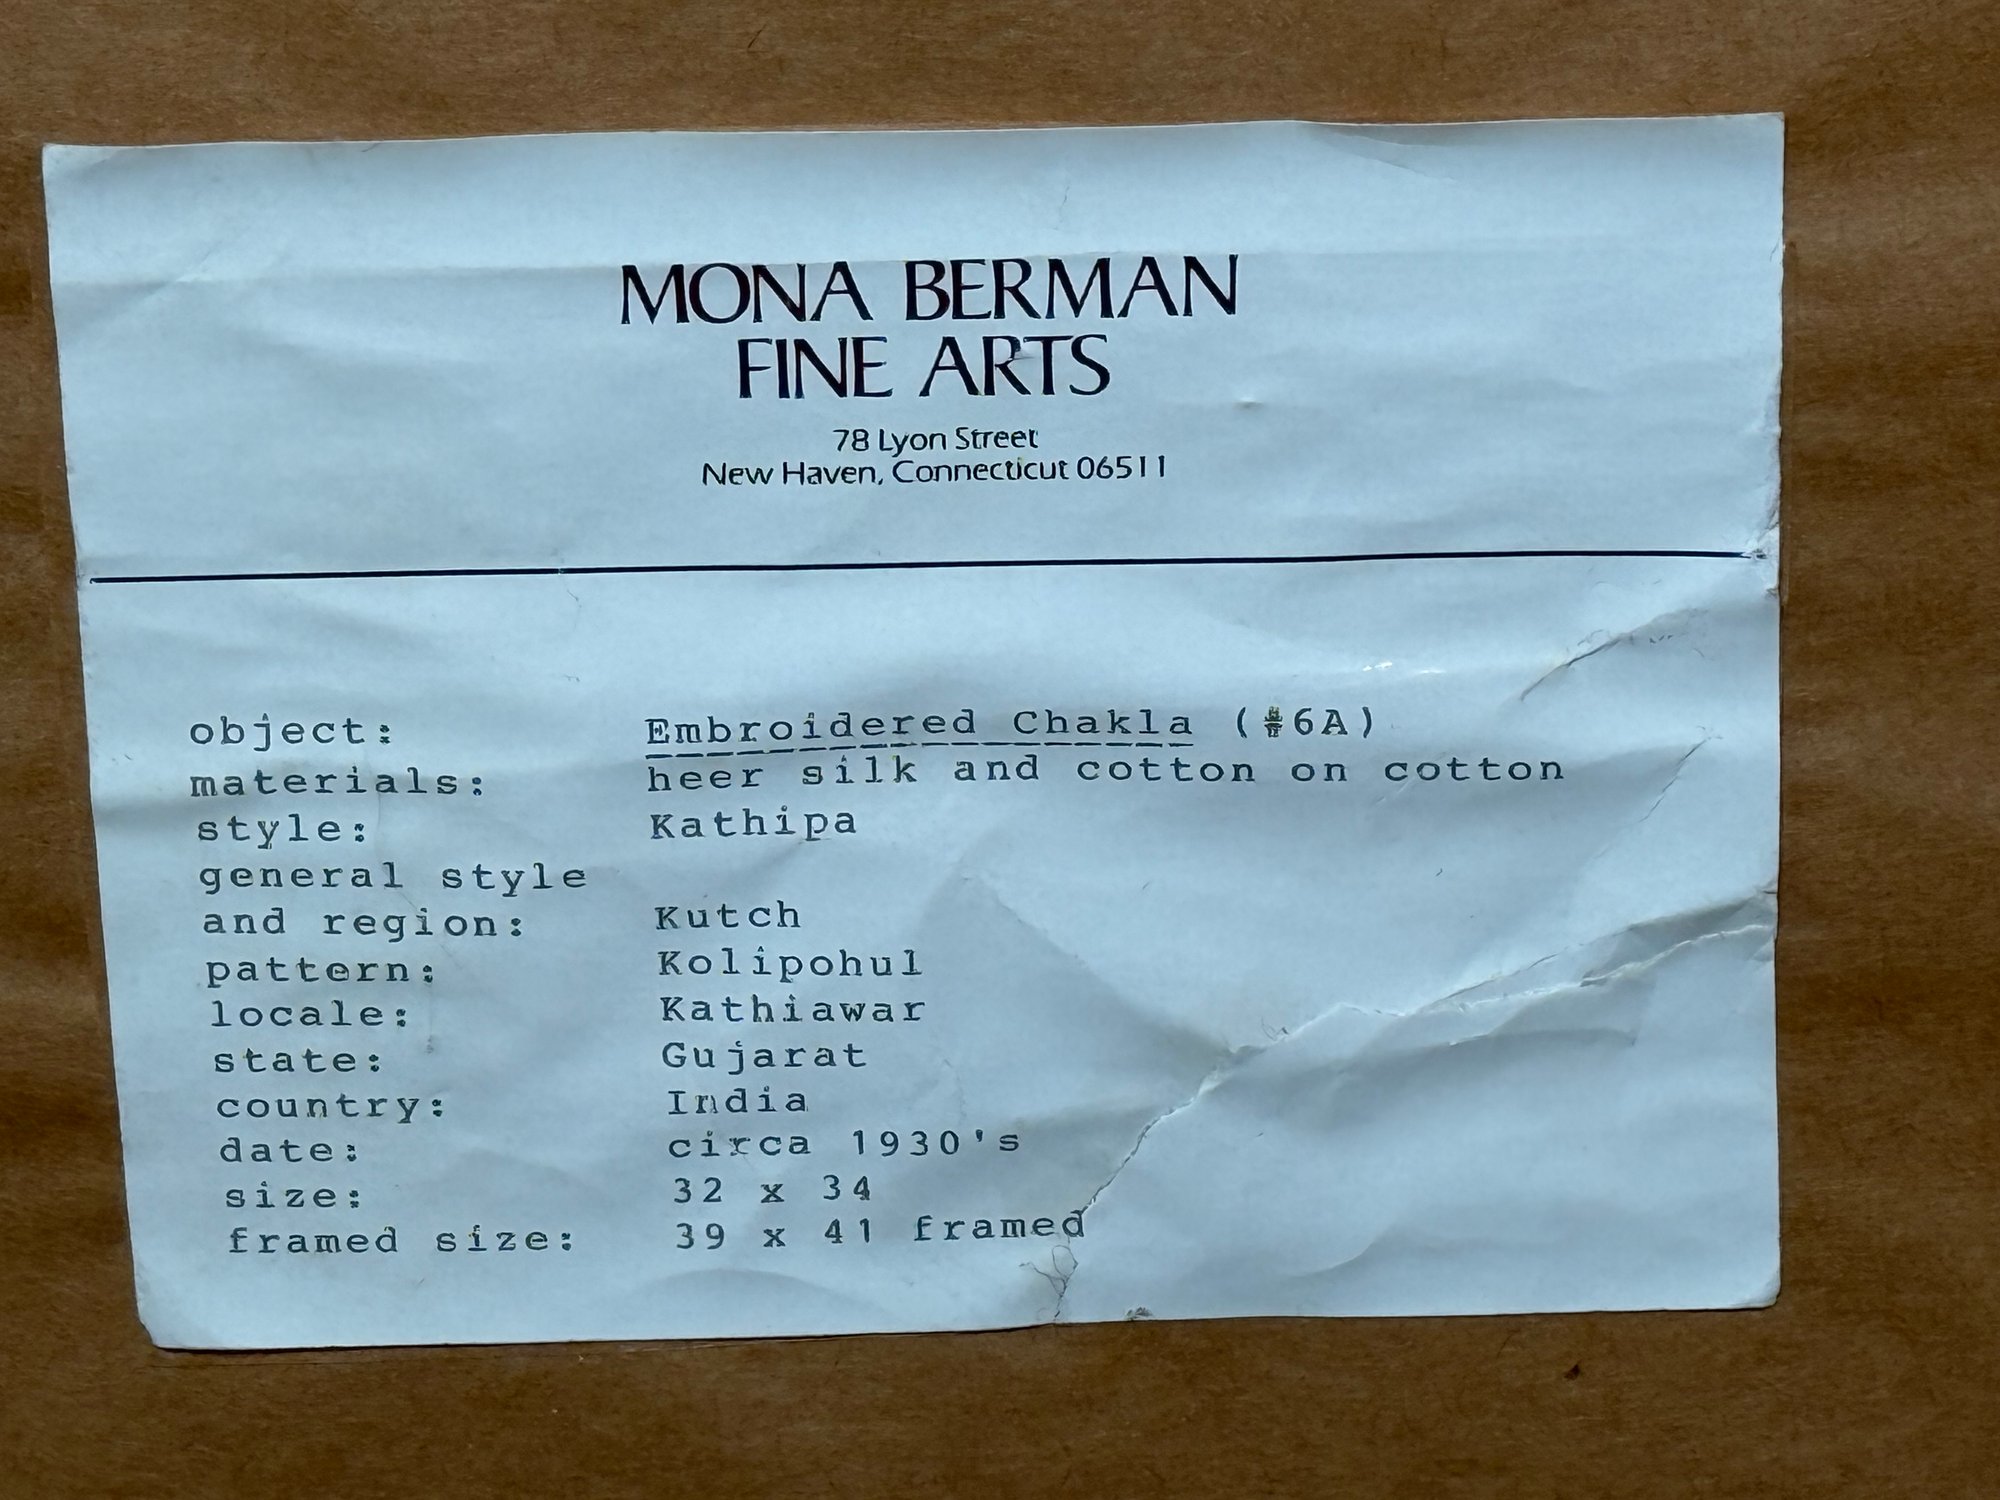 MONA BERMAN
FINE ARTS
78 Lyon Street
New Haven, Connecticut 06511
object: Embroidered Chakla (#6A)
materials: heer silk and cotton on cotton
style: Kathipa
general style
and region: Kutch
pattern: Kolipohul
locale: Kathiawar
state: Gujarat
country: India
date: circa 1930's
size: 32 x 34
framed size: 39 x 41 framed